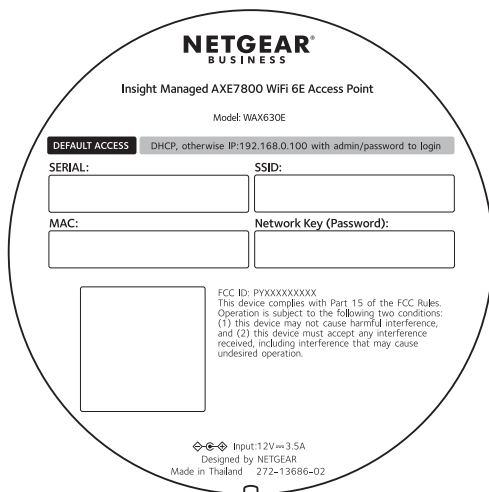 NETGEAR®
BUSINESS
Insight Managed AXE7800 WiFi 6E Access Point
Model: WAX630E
DEFAULT ACCESS DHCP, otherwise IP:192.168.0.100 with admin/password to login
SERIAL: SSID:
MAC: Network Key (Password):
FCC ID: PYXXXXXXXXX
This device complies with Part 15 of the FCC Rules.
Operation is subject to the following two conditions:
(1) this device may not cause harmful interference,
and (2) this device must accept any interference
received, including interference that may cause
undesired operation.
Input:12V⎓3.5A
Designed by NETGEAR
Made in Thailand 272-13686-02